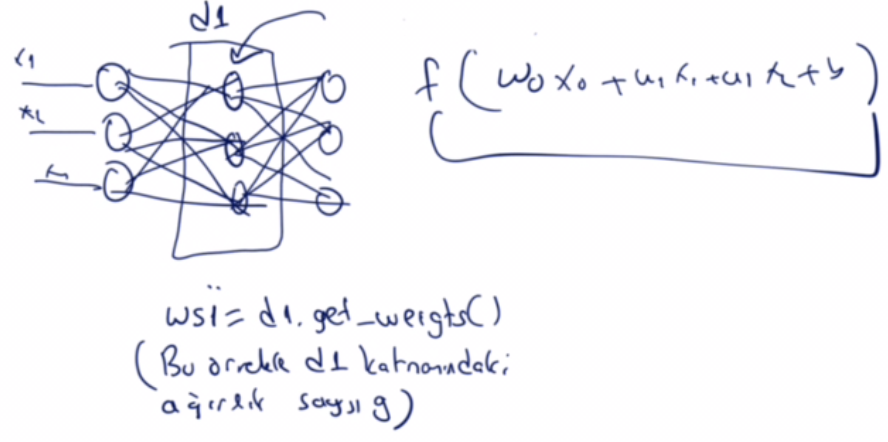 d1
x1
x2
f ( w0 x0 + w1 x1 + w1 x2 + b )
ws1 = d1.get_weigts()
(Bu örnekte d1 katmanındaki
ağırlık sayısı 9)